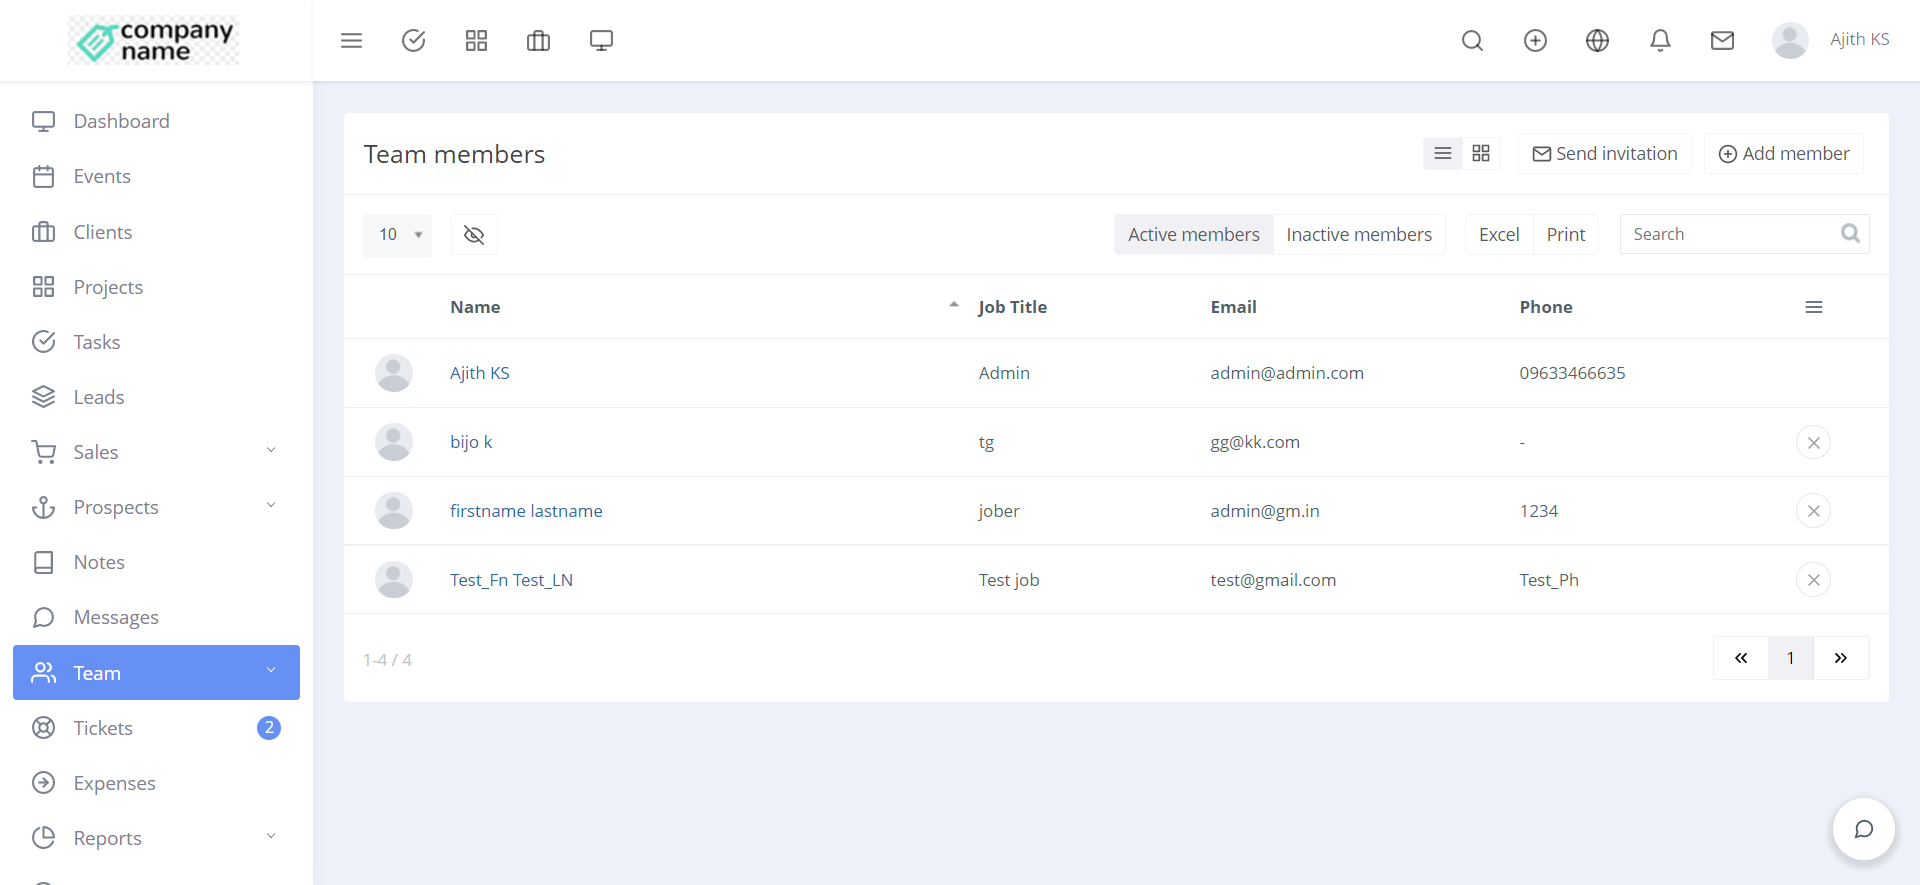 company
name
Ajith KS
Dashboard
Events
Clients
Projects
Tasks
Leads
Sales
Prospects
Notes
Messages
Team
Tickets 2
Expenses
Reports
Team members
Send invitation
Add member
10
Active members
Inactive members
Excel
Print
Search
Name Job Title Email Phone
Ajith KS Admin admin@admin.com 09633466635
bijo k tg gg@kk.com -
firstname lastname jober admin@gm.in 1234
Test_Fn Test_LN Test job test@gmail.com Test_Ph
1-4 / 4
« 1 »